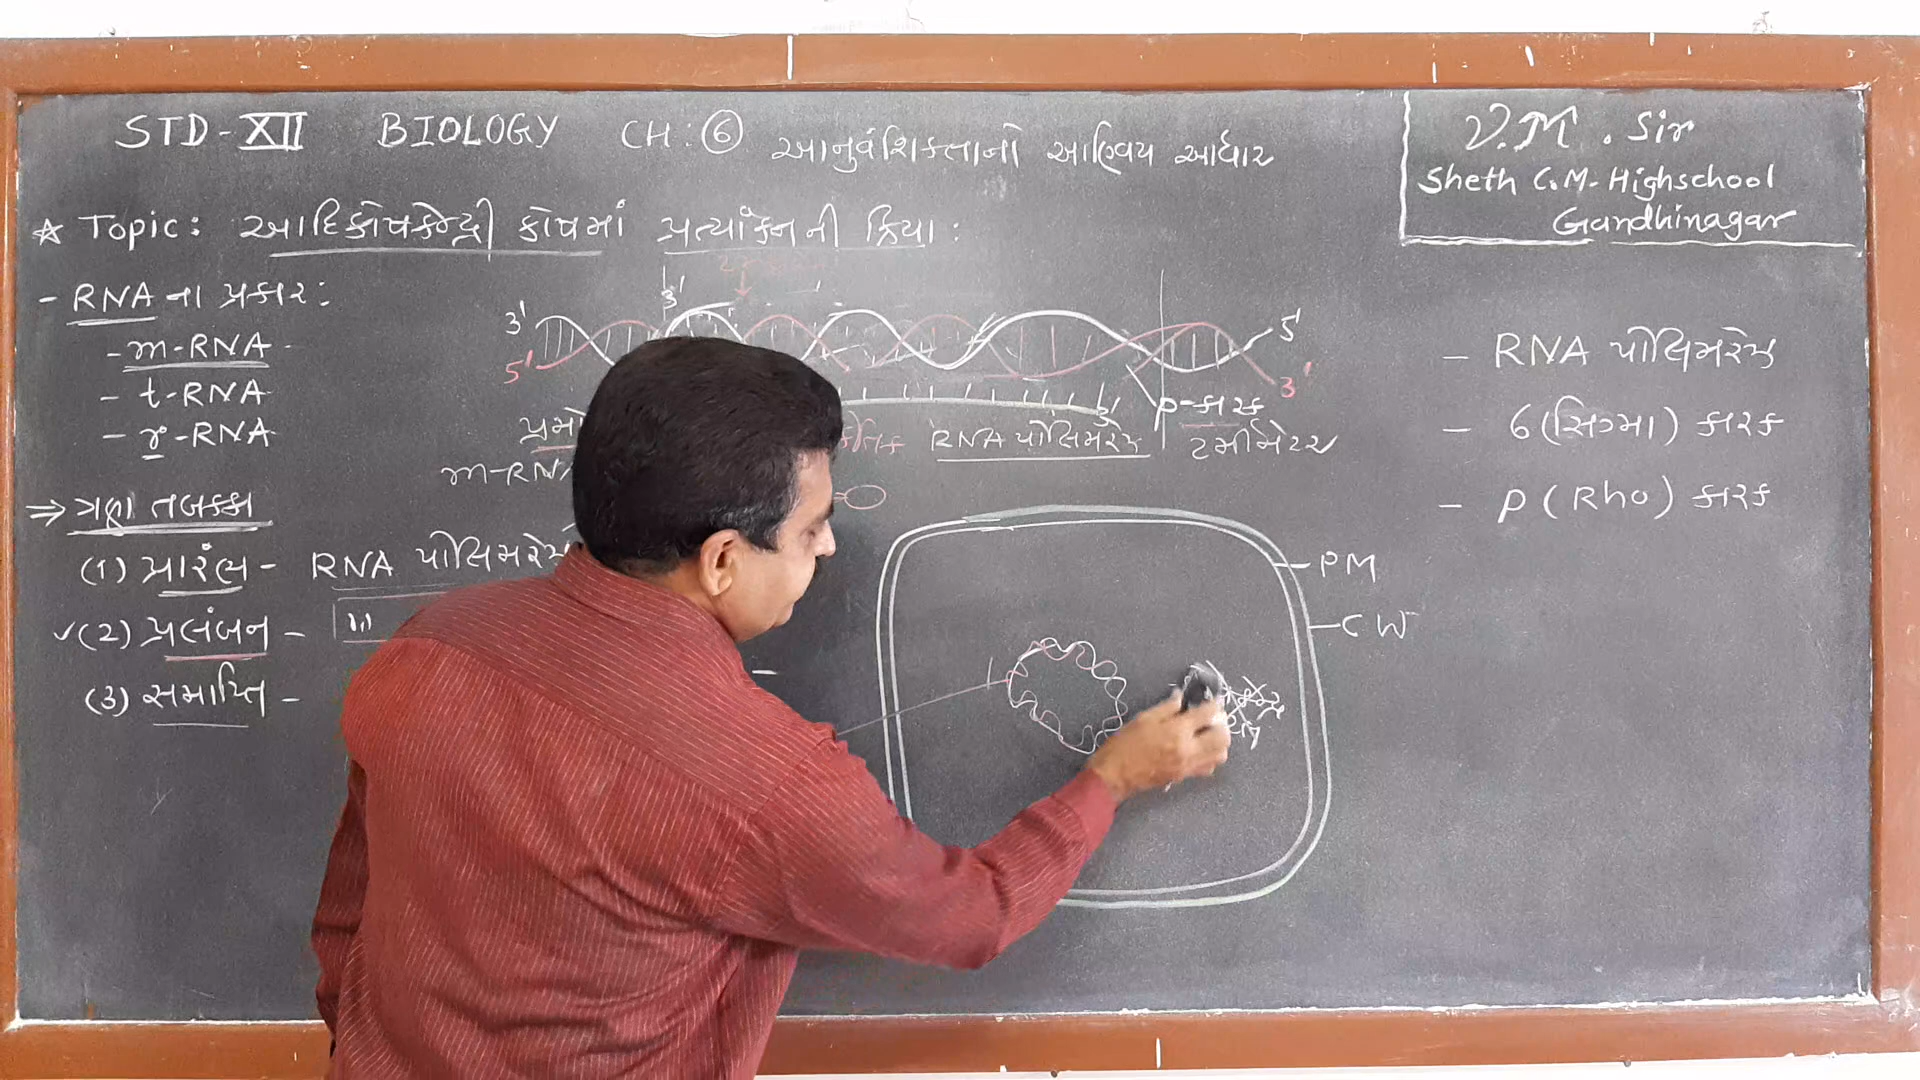 STD-XII BIOLOGY CH: 6 આનુવંશિકતાનો આણ્વિય આધાર
V.M. Sir
Sheth C.M. Highschool
Gandhinagar
☆ Topic: આદિકોષકેન્દ્રી કોષમાં પ્રત્યાંકનની ક્રિયા:
- RNA ના પ્રકાર:
- m-RNA
- t-RNA
- r-RNA
3' 3' 5'
5' 3'
3' ρ-કારક
RNA પોલિમરેઝ ટર્મીનેટર
m-RNA
⇒ ત્રણ તબક્કા
(1) પ્રારંભ - RNA પોલિમરેઝ
✓(2) પ્રલંબન -
(3) સમાપ્તિ -
PM
CW
- RNA પોલિમરેઝ
- 6 (સિગ્મા) કારક
- ρ (Rho) કારક